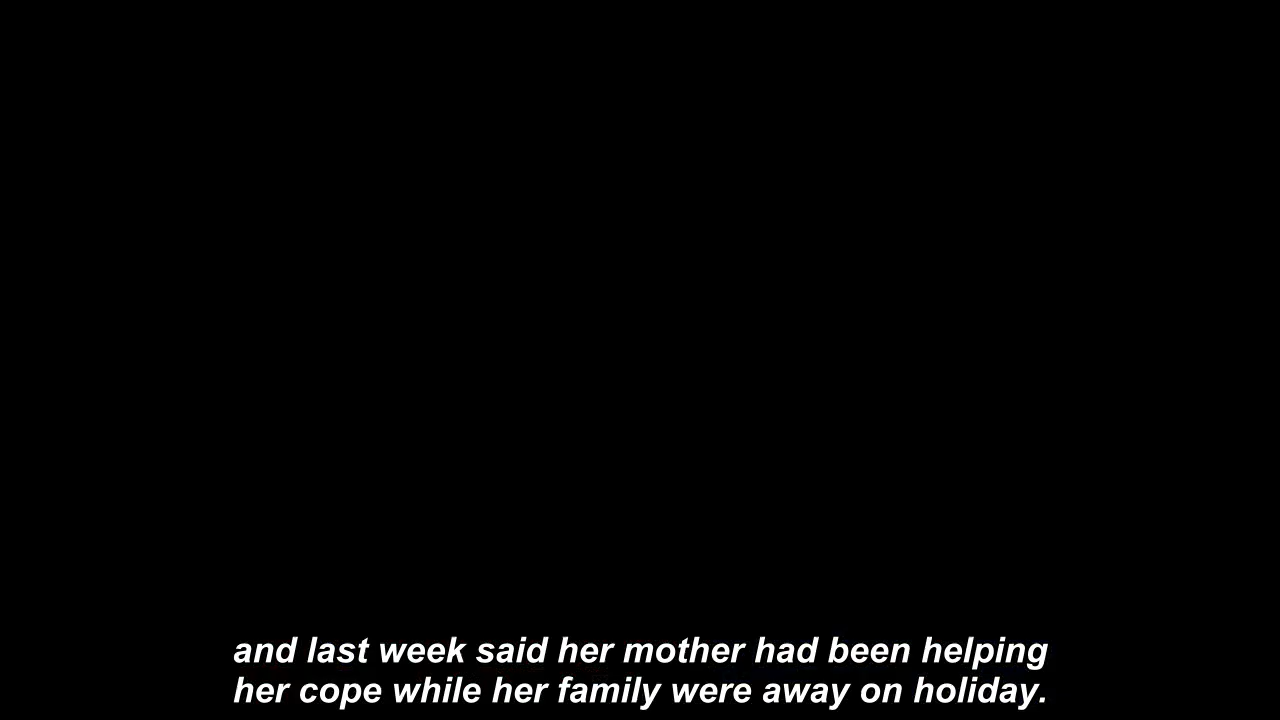 and last week said her mother had been helping
her cope while her family were away on holiday.